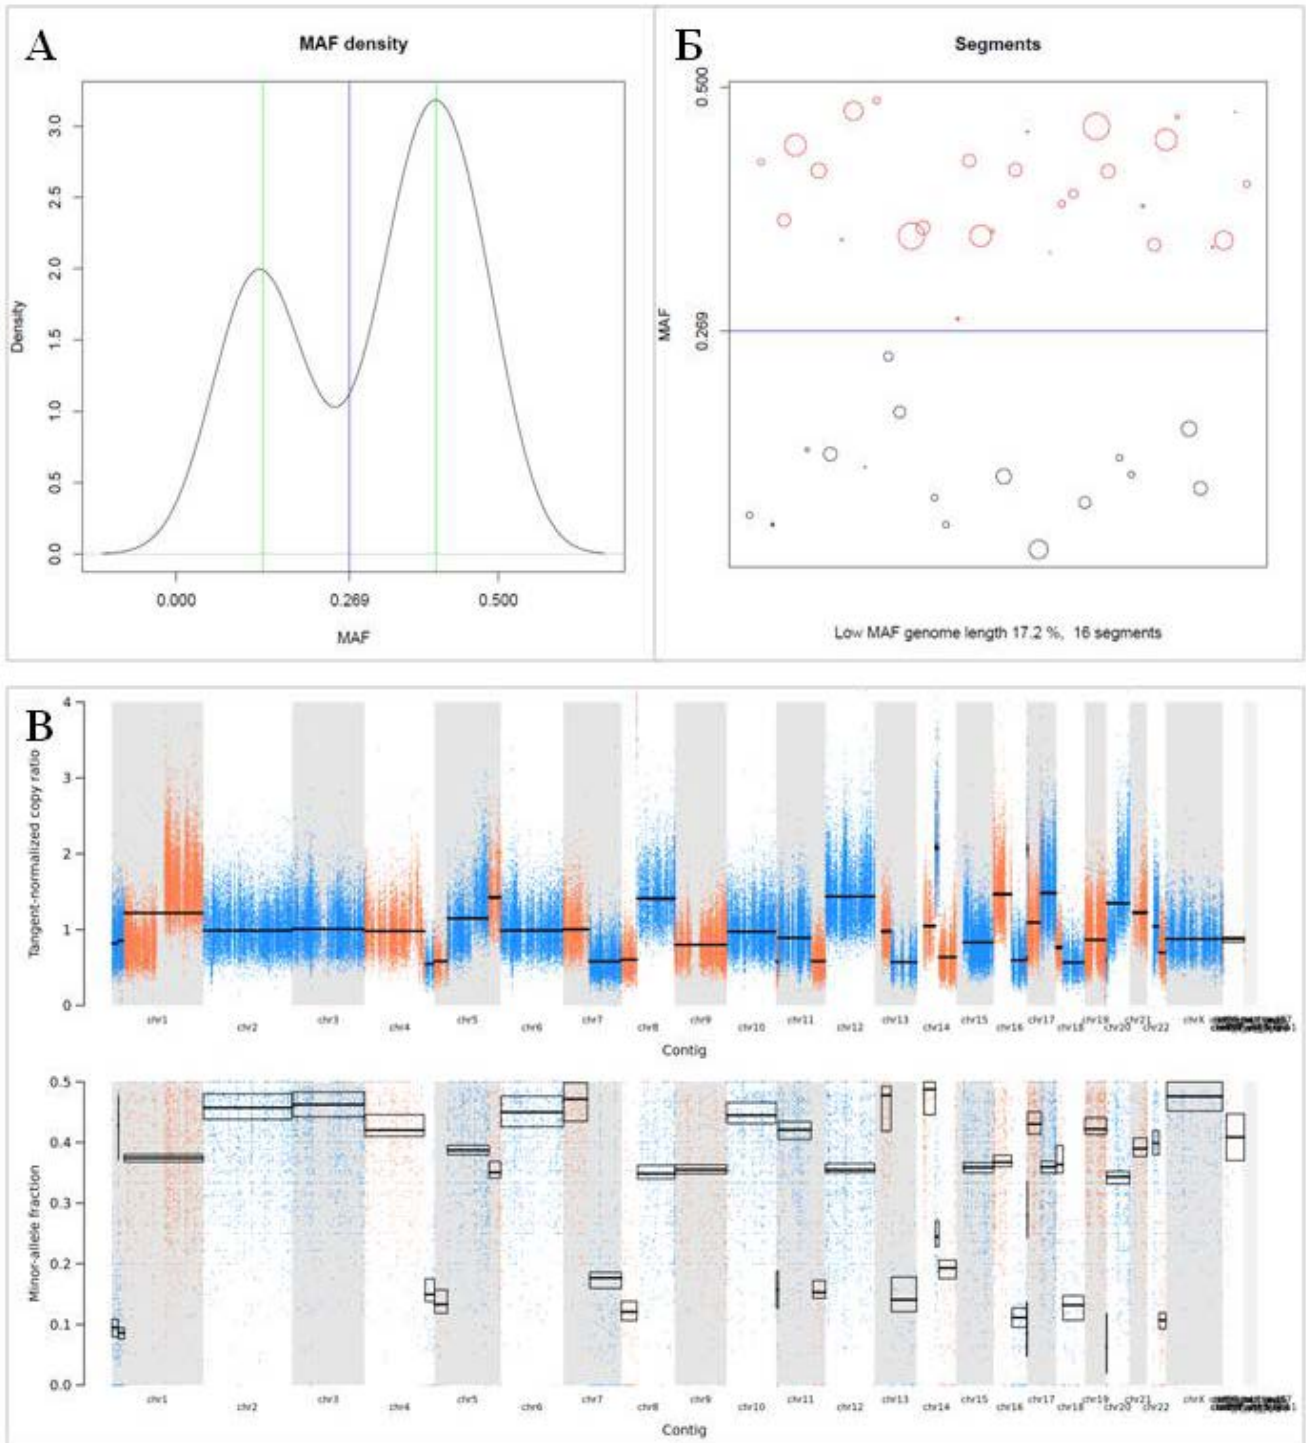 А
MAF density
Density
0.0
0.5
1.0
1.5
2.0
2.5
3.0
0.000
0.269
0.500
MAF
Б
Segments
MAF
0.500
0.269
Low MAF genome length 17.2 %, 16 segments
В
Tangent-normalized copy ratio
4
3
2
1
0
chr1
chr2
chr3
chr4
chr5
chr6
chr7
chr8
chr9
chr10
chr11
chr12
chr13
chr14
chr15
chr16
chr17
chr18
chr19
chr20
chr21
chr22
chrX
Contig
Minor-allele fraction
0.5
0.4
0.3
0.2
0.1
0.0
chr1
chr2
chr3
chr4
chr5
chr6
chr7
chr8
chr9
chr10
chr11
chr12
chr13
chr14
chr15
chr16
chr17
chr18
chr19
chr20
chr21
chr22
chrX
Contig